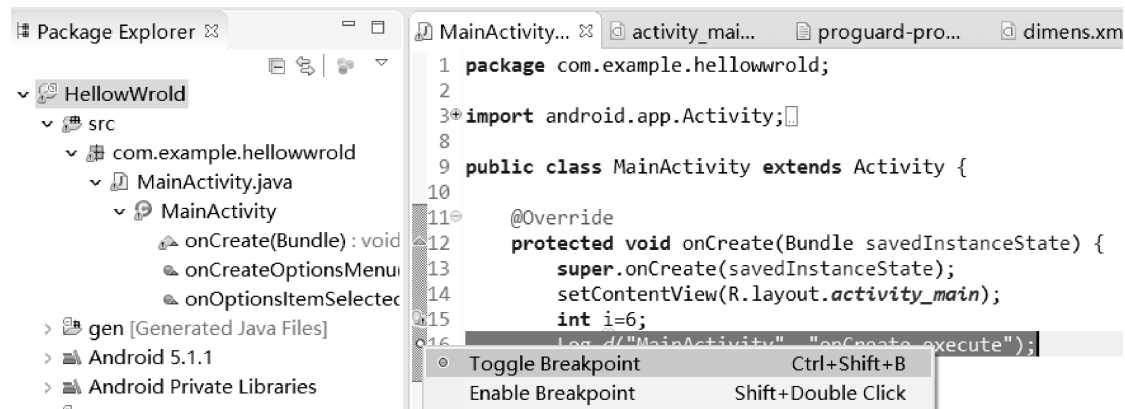 Package Explorer
HellowWrold
src
com.example.hellowwrold
MainActivity.java
MainActivity
onCreate(Bundle) : void
onCreateOptionsMenu(
onOptionsItemSelected
gen [Generated Java Files]
Android 5.1.1
Android Private Libraries
MainActivity... activity_mai... proguard-pro... dimens.xm
1 package com.example.hellowwrold;
2
3 import android.app.Activity;
8
9 public class MainActivity extends Activity {
10
11 @Override
12 protected void onCreate(Bundle savedInstanceState) {
13 super.onCreate(savedInstanceState);
14 setContentView(R.layout.activity_main);
15 int i=6;
16 Log.d("MainActivity", "onCreate execute");
Toggle Breakpoint Ctrl+Shift+B
Enable Breakpoint Shift+Double Click